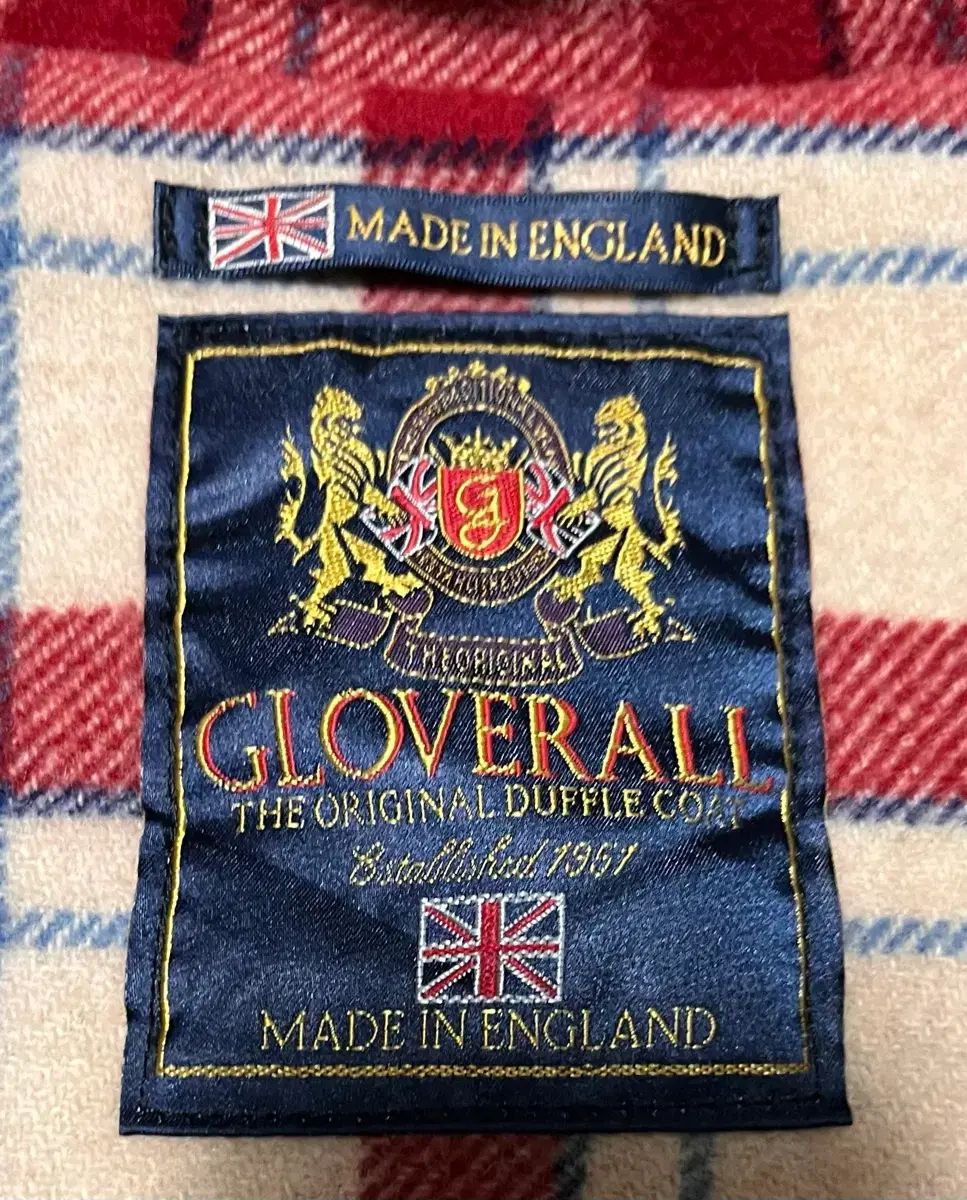 MADE IN ENGLAND
G
THE ORIGINAL
GLOVERALL
THE ORIGINAL DUFFLE COAT
Established 1951
MADE IN ENGLAND